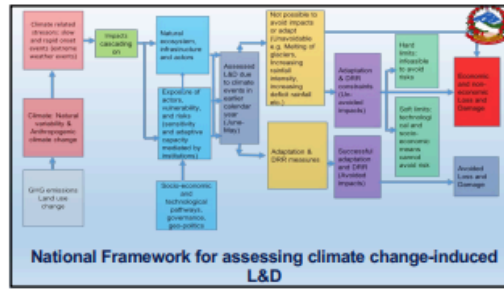 Climate related
stressors: slow
and rapid onset
events (extreme
weather events)
Climate: Natural
variability &
Anthropogenic
climate change
GHG emissions
Land use
change
Impacts
cascading
on
Natural
ecosystem,
infrastructure
and actors
Exposure of
actors,
vulnerability,
and risks
(sensitivity
and adaptive
capacity
mediated by
institutions)
Socio-economic
and
technological
pathways,
governance,
geo-politics
Assessed
L&D due
to climate
events in
earlier
calendar
year
(June-
May)
Not possible to
avoid impacts
or adapt
(Unavoidable
e.g. Melting of
glaciers,
Increasing
rainfall
intensity,
increasing
deficit rainfall
etc.)
Adaptation &
DRR measures
Adaptation
& DRR
constraints
(Un-
avoided
impacts)
Successful
adaptation
and DRR
(Avoided
impacts)
Hard
limits:
infeasible
to avoid
risks
Soft limits:
technolog
ical and
socio-
economic
means
cannot
avoid risk
Economic
and non-
economic
Loss and
Damage
Avoided
Loss and
Damage
National Framework for assessing climate change-induced
L&D